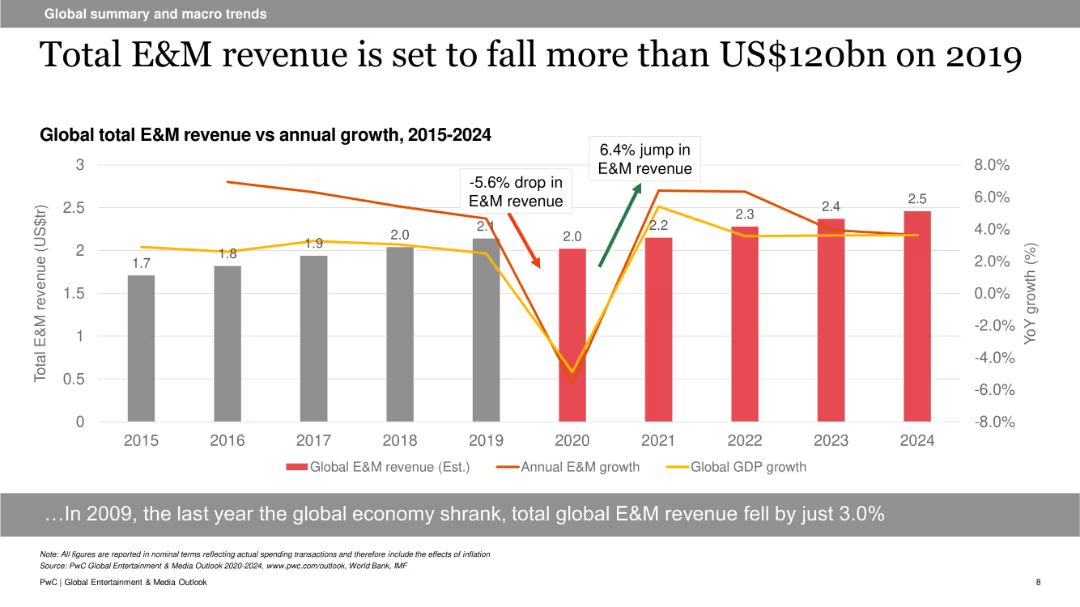 Global summary and macro trends
Total E&M revenue is set to fall more than US$120bn on 2019
Global total E&M revenue vs annual growth, 2015-2024
6.4% jump in
E&M revenue
-5.6% drop in
E&M revenue
Total E&M revenue (US$tr)
3
2.5
2
1.5
1
0.5
0
1.7
1.8
1.9
2.0
2.1
2.0
2.2
2.3
2.4
2.5
8.0%
6.0%
4.0%
2.0%
0.0%
-2.0%
-4.0%
-6.0%
-8.0%
YoY growth (%)
2015 2016 2017 2018 2019 2020 2021 2022 2023 2024
Global E&M revenue (Est.) Annual E&M growth Global GDP growth
…In 2009, the last year the global economy shrank, total global E&M revenue fell by just 3.0%
Note: All figures are reported in nominal terms reflecting actual spending transactions and therefore include the effects of inflation
Source: PwC Global Entertainment & Media Outlook 2020-2024, www.pwc.com/outlook, World Bank, IMF
PwC | Global Entertainment & Media Outlook
8